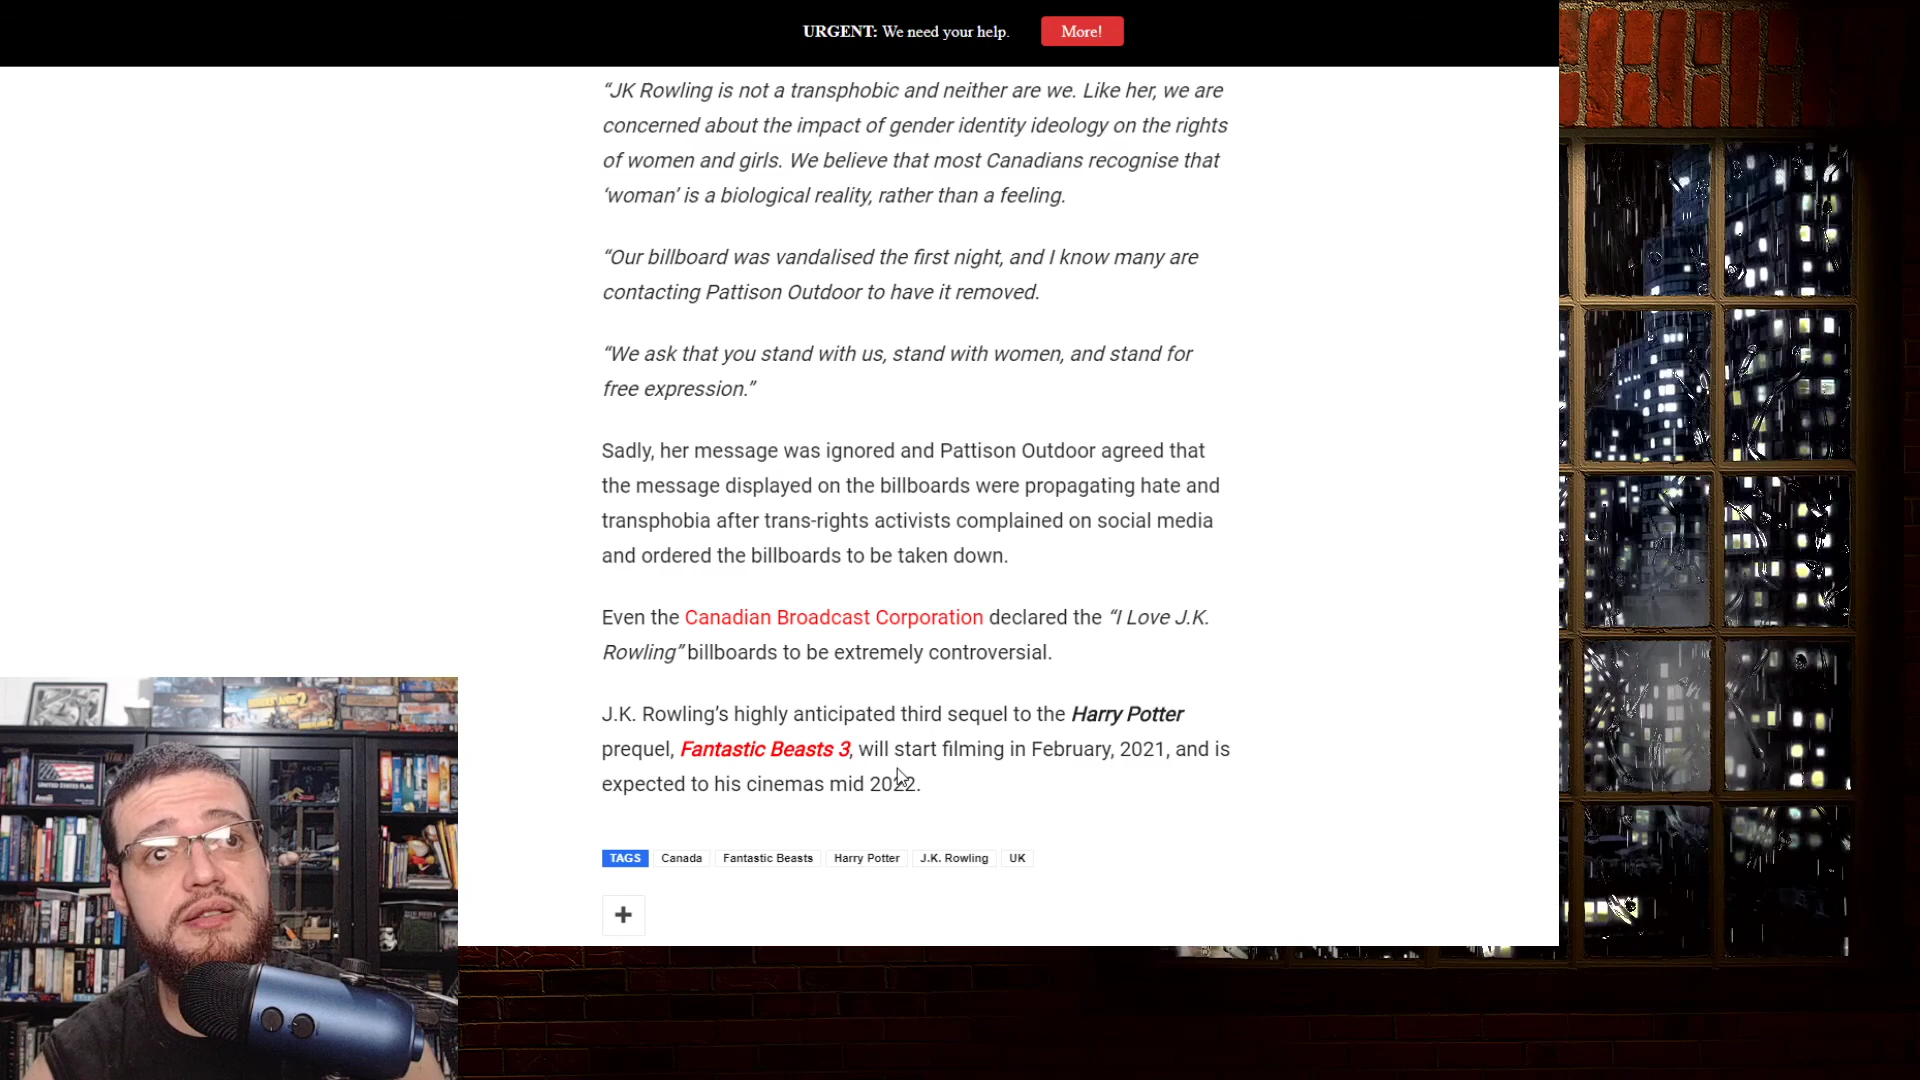 URGENT: We need your help. More!
“JK Rowling is not a transphobic and neither are we. Like her, we are
concerned about the impact of gender identity ideology on the rights
of women and girls. We believe that most Canadians recognise that
‘woman’ is a biological reality, rather than a feeling.
“Our billboard was vandalised the first night, and I know many are
contacting Pattison Outdoor to have it removed.
“We ask that you stand with us, stand with women, and stand for
free expression.”
Sadly, her message was ignored and Pattison Outdoor agreed that
the message displayed on the billboards were propagating hate and
transphobia after trans-rights activists complained on social media
and ordered the billboards to be taken down.
Even the Canadian Broadcast Corporation declared the “I Love J.K.
Rowling” billboards to be extremely controversial.
J.K. Rowling’s highly anticipated third sequel to the Harry Potter
prequel, Fantastic Beasts 3, will start filming in February, 2021, and is
expected to his cinemas mid 2022.
TAGS Canada Fantastic Beasts Harry Potter J.K. Rowling UK
+